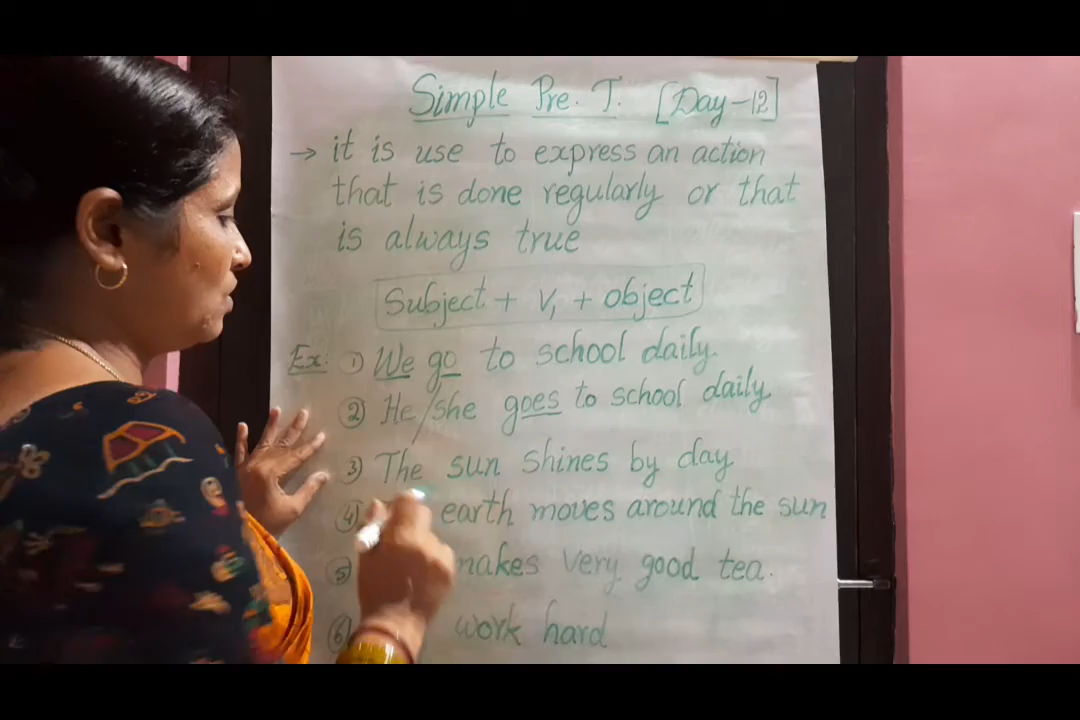 Simple Pre. T. [Day-12]
→ it is use to express an action
that is done regularly or that
is always true
Subject + V₁ + object
Ex: ① We go to school daily.
② He/she goes to school daily.
③ The sun shines by day
④ earth moves around the sun
⑤ makes very good tea.
⑥ work hard